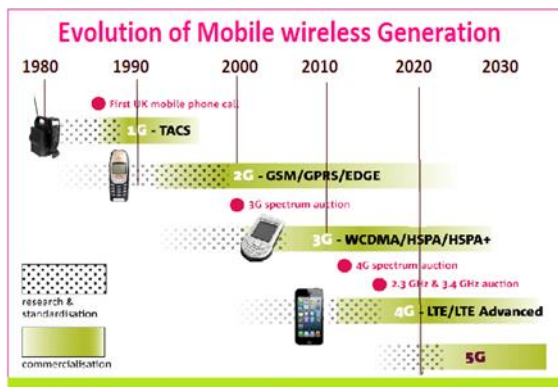 Evolution of Mobile wireless Generation
1980 1990 2000 2010 2020 2030
First UK mobile phone call
1G - TACS
2G - GSM/GPRS/EDGE
3G spectrum auction
3G - WCDMA/HSPA/HSPA+
4G spectrum auction
2.3 GHz & 3.4 GHz auction
4G - LTE/LTE Advanced
5G
research &
standardisation
commercialisation